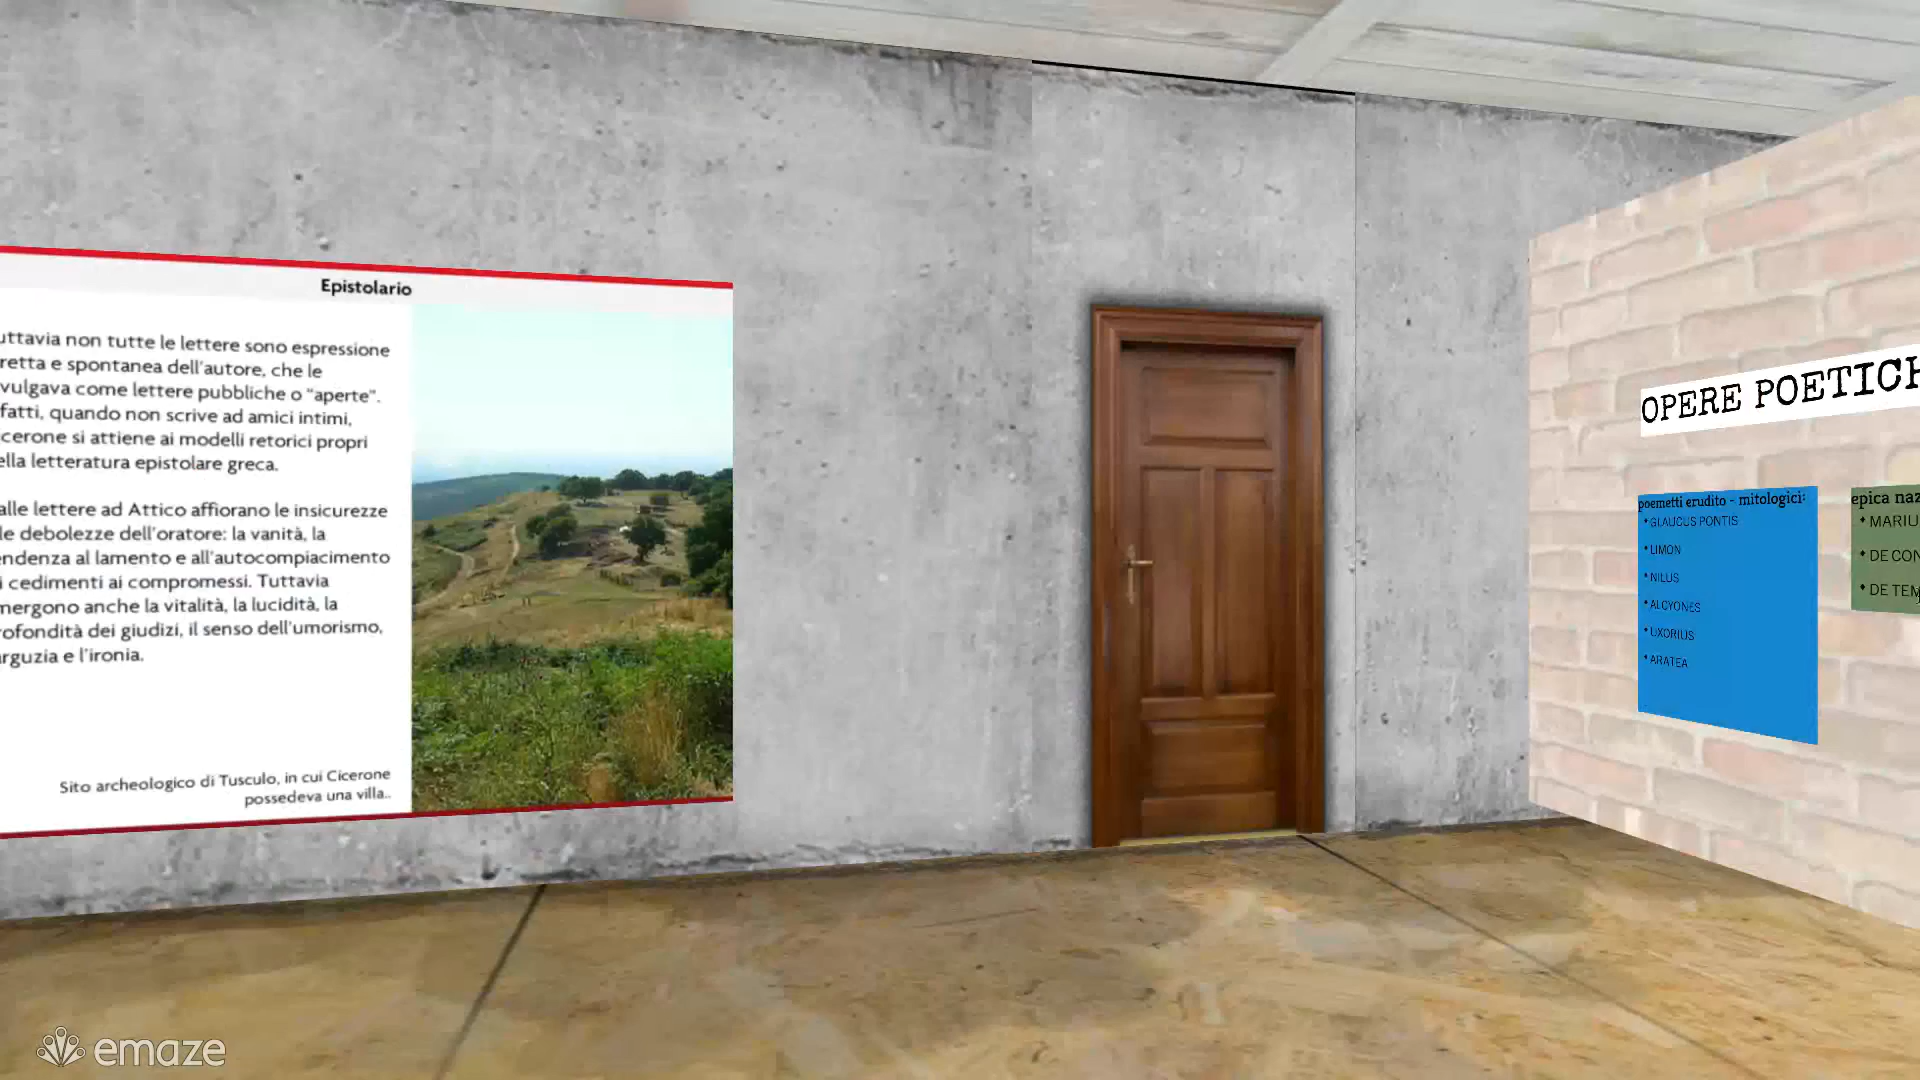 Epistolario
uttavia non tutte le lettere sono espressione
retta e spontanea dell'autore, che le
vulgava come lettere pubbliche o "aperte".
fatti, quando non scrive ad amici intimi,
icerone si attiene ai modelli retorici propri
ella letteratura epistolare greca.
alle lettere ad Attico affiorano le insicurezze
le debolezze dell'oratore: la vanità, la
endenza al lamento e all'autocompiacimento
i cedimenti ai compromessi. Tuttavia
mergono anche la vitalità, la lucidità, la
rofondità dei giudizi, il senso dell'umorismo,
arguzia e l'ironia.
Sito archeologico di Tusculo, in cui Cicerone
possedeva una villa..
OPERE POETICH
poemetti erudito - mitologici:
• GLAUCUS PONTIS
• LIMON
• NILUS
• ALCYONES
• UXORIUS
• ARATEA
epica naz
• MARIU
• DE CON
• DE TEM
emaze